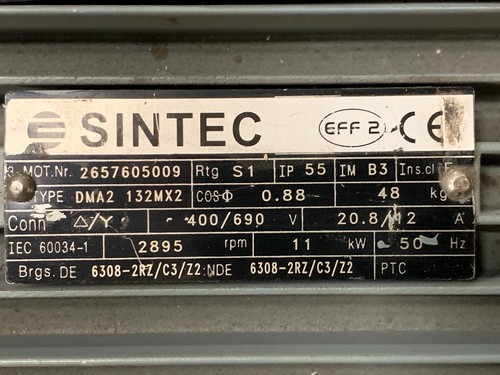 SINTEC EFF 2 CE
3 MOT.Nr. 2657605009 Rtg S1 IP 55 IM B3 Ins.cl F
TYPE DMA2 132MX2 COSΦ 0.88 48 kg
Conn △/Y 400/690 V 20.8/12 A
IEC 60034-1 2895 rpm 11 kW 50 Hz
Brgs. DE 6308-2RZ/C3/Z2 NDE 6308-2RZ/C3/Z2 PTC